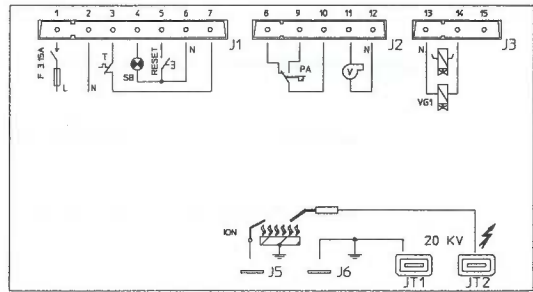 1 2 3 4 5 6 7
8 9 10 11 12
13 14 15
J1
J2
J3
F 3.15A
L
N
T
SB
RESET
N
PA
V
N
N
VG1
ION
20 KV
J5
J6
JT1
JT2